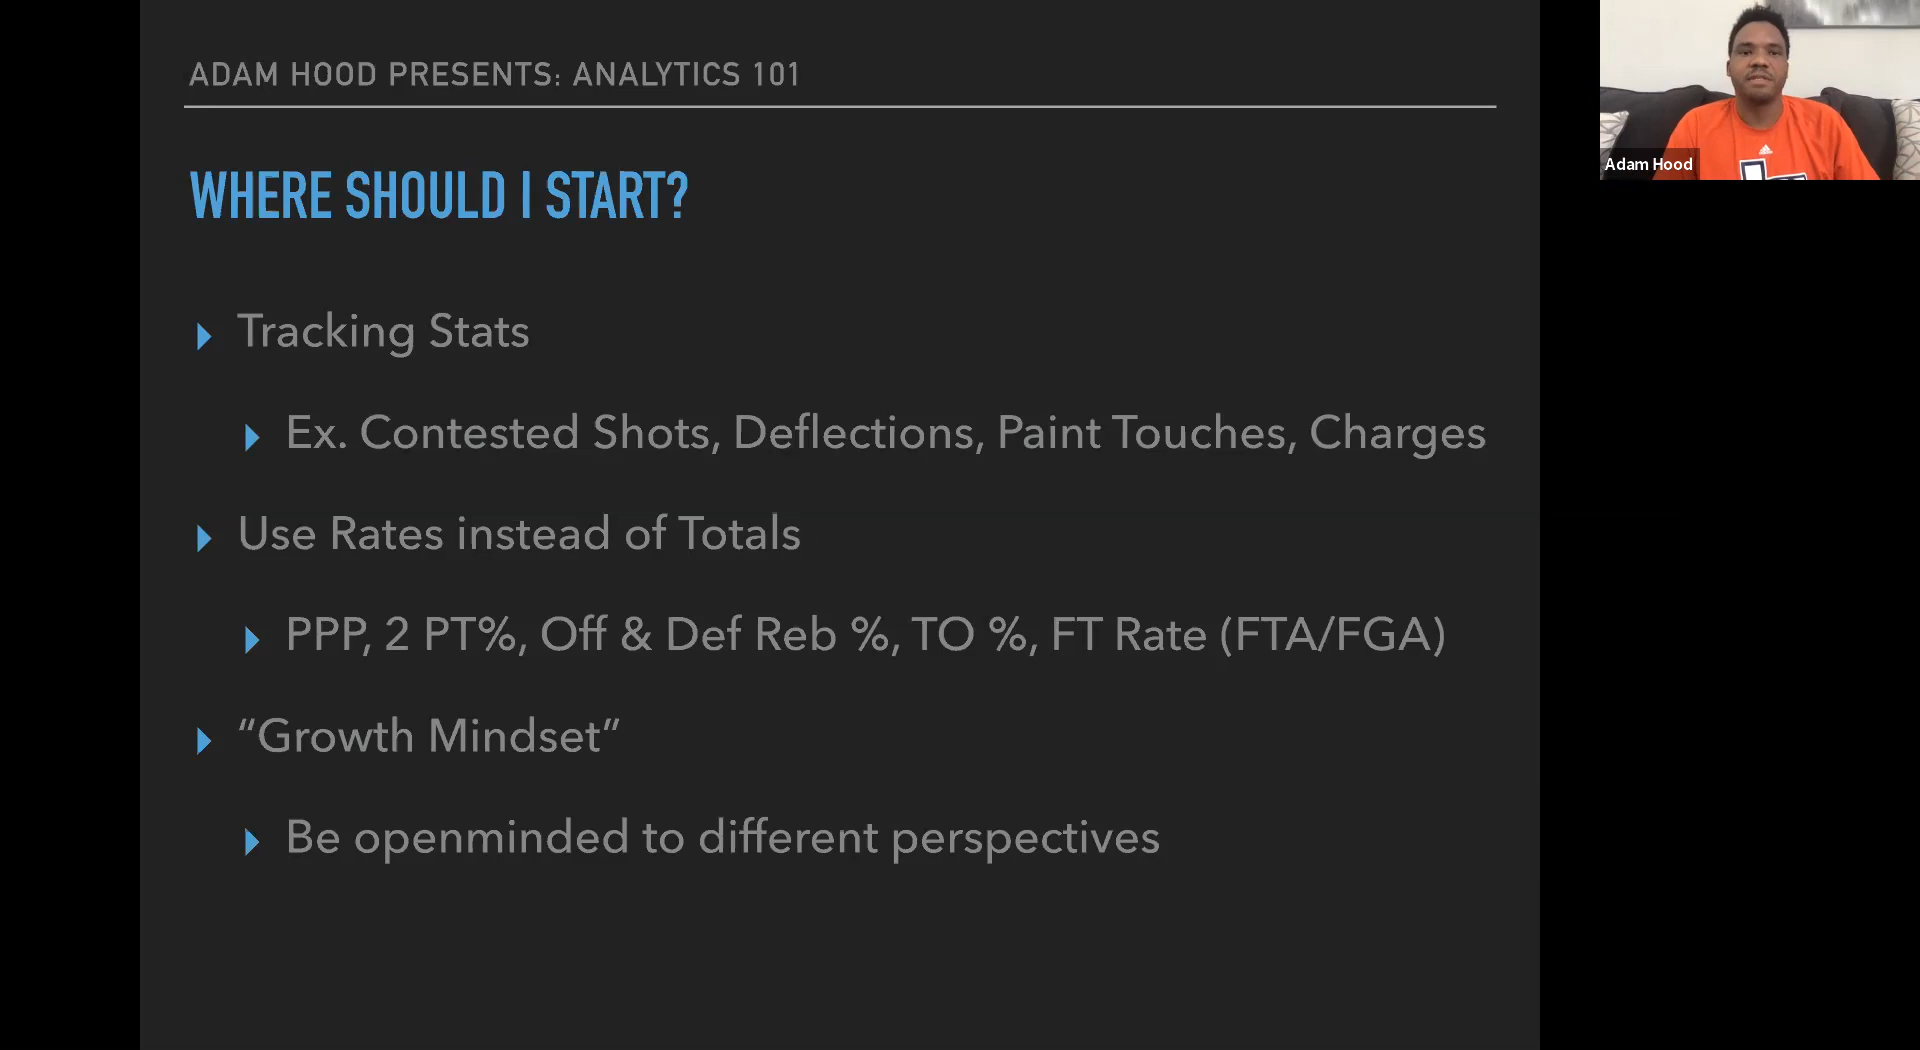 ADAM HOOD PRESENTS: ANALYTICS 101
WHERE SHOULD I START?
Tracking Stats
Ex. Contested Shots, Deflections, Paint Touches, Charges
Use Rates instead of Totals
PPP, 2 PT%, Off & Def Reb %, TO %, FT Rate (FTA/FGA)
“Growth Mindset”
Be openminded to different perspectives
Adam Hood